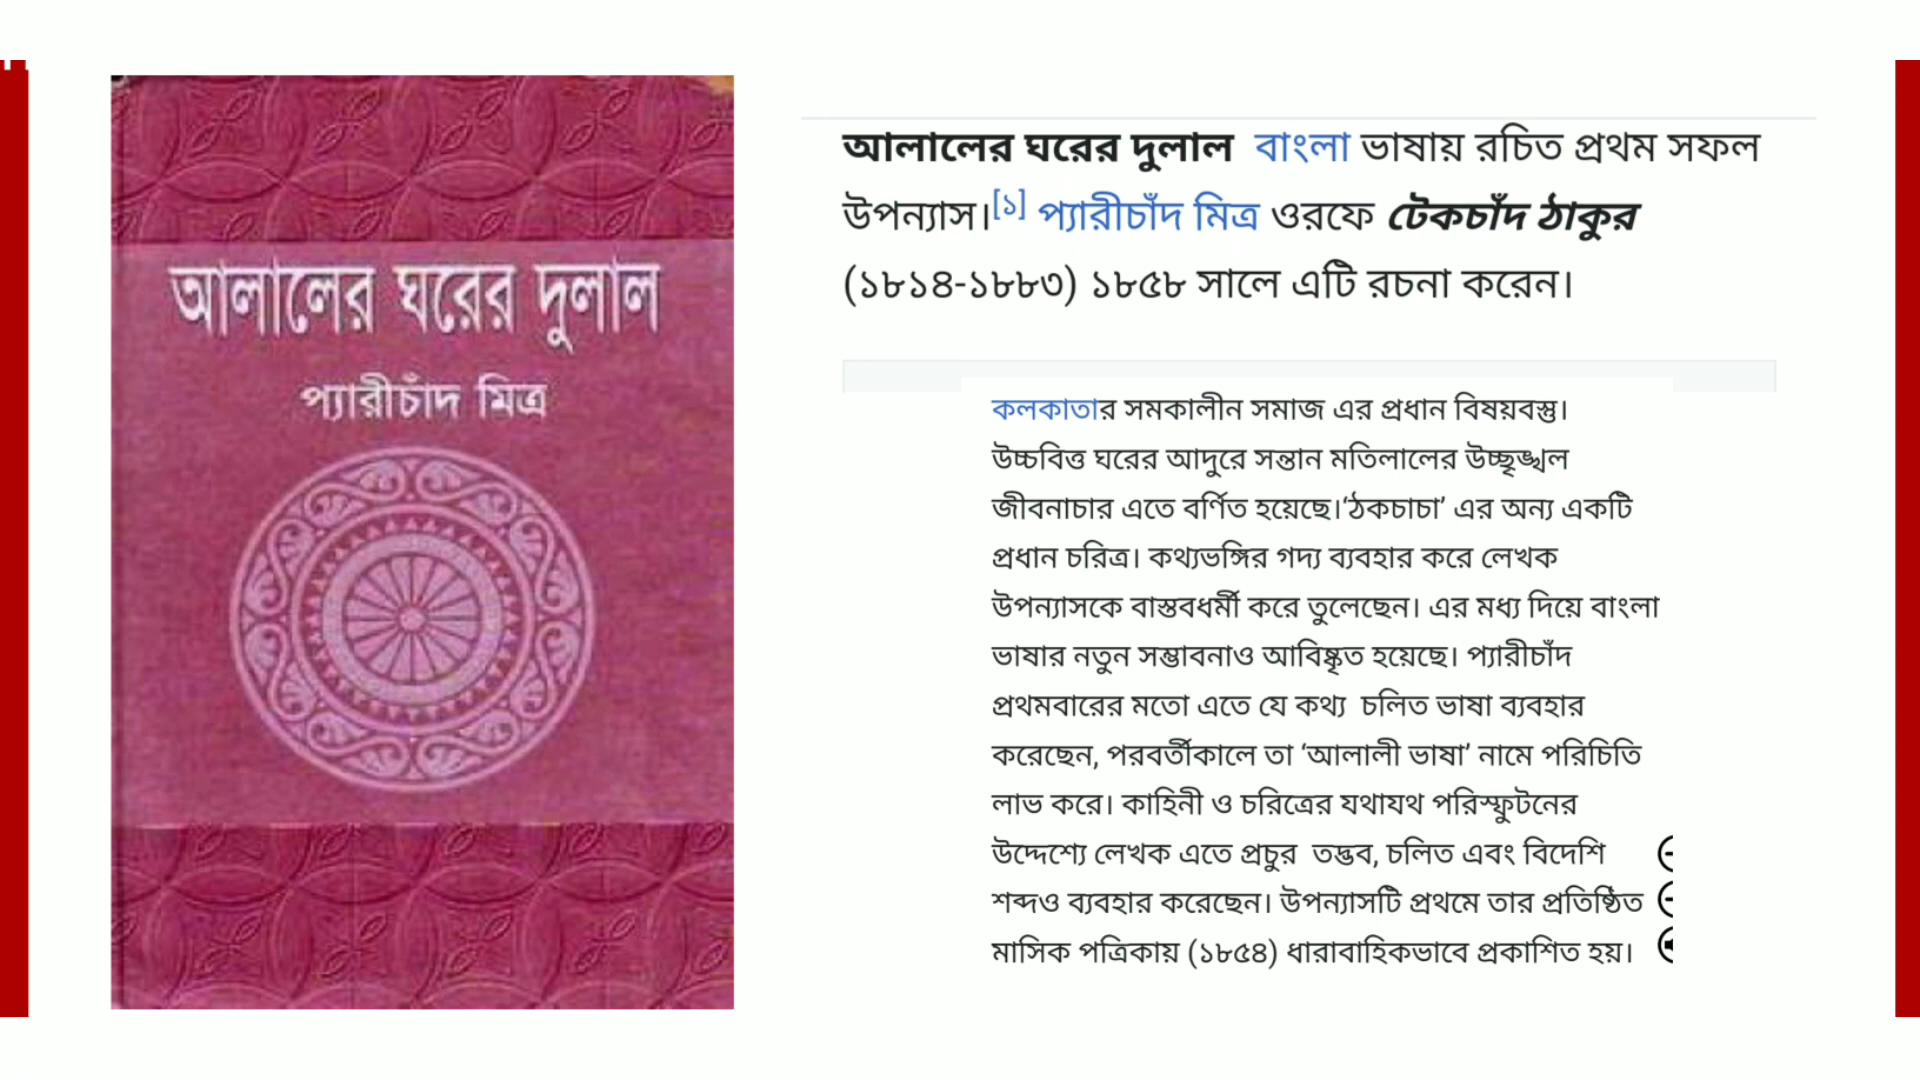 আলালের ঘরের দুলাল
প্যারীচাঁদ মিত্র
আলালের ঘরের দুলাল বাংলা ভাষায় রচিত প্রথম সফল
উপন্যাস।[১] প্যারীচাঁদ মিত্র ওরফে টেকচাঁদ ঠাকুর
(১৮১৪-১৮৮৩) ১৮৫৮ সালে এটি রচনা করেন।
কলকাতার সমকালীন সমাজ এর প্রধান বিষয়বস্তু।
উচ্চবিত্ত ঘরের আদুরে সন্তান মতিলালের উচ্ছৃঙ্খল
জীবনাচার এতে বর্ণিত হয়েছে।‘ঠকচাচা’ এর অন্য একটি
প্রধান চরিত্র। কথ্যভঙ্গির গদ্য ব্যবহার করে লেখক
উপন্যাসকে বাস্তবধর্মী করে তুলেছেন। এর মধ্য দিয়ে বাংলা
ভাষার নতুন সম্ভাবনাও আবিষ্কৃত হয়েছে। প্যারীচাঁদ
প্রথমবারের মতো এতে যে কথ্য চলিত ভাষা ব্যবহার
করেছেন, পরবর্তীকালে তা ‘আলালী ভাষা’ নামে পরিচিতি
লাভ করে। কাহিনী ও চরিত্রের যথাযথ পরিস্ফুটনের
উদ্দেশ্যে লেখক এতে প্রচুর তদ্ভব, চলিত এবং বিদেশি
শব্দও ব্যবহার করেছেন। উপন্যাসটি প্রথমে তার প্রতিষ্ঠিত
মাসিক পত্রিকায় (১৮৫৪) ধারাবাহিকভাবে প্রকাশিত হয়।